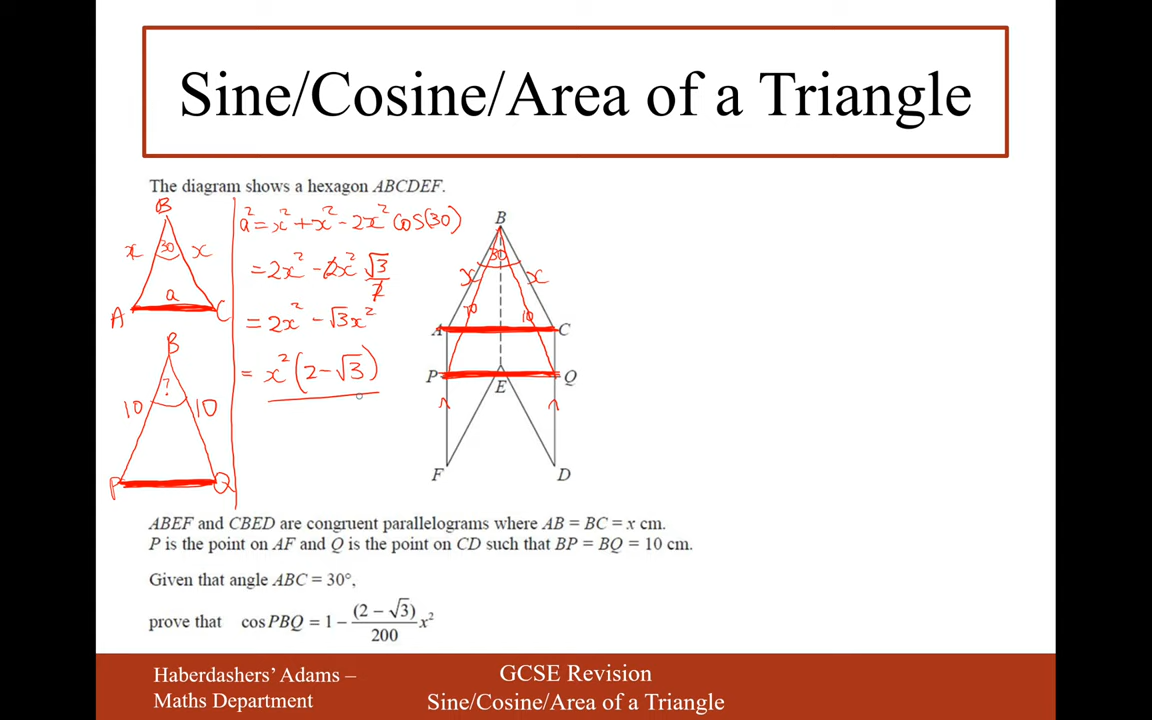 Sine/Cosine/Area of a Triangle
The diagram shows a hexagon ABCDEF.
B
x 30 x
a
A C
B
?
10 10
P Q
a² = x² + x² - 2x² cos(30)
= 2x² - 2x² √3/2
= 2x² - √3x²
= x²(2 - √3)
B
30
x x
10 10
A C
P Q
E
F D
ABEF and CBED are congruent parallelograms where AB = BC = x cm.
P is the point on AF and Q is the point on CD such that BP = BQ = 10 cm.
Given that angle ABC = 30°,
prove that cos PBQ = 1 − (2 − √3)/200 x²
Haberdashers’ Adams –
Maths Department
GCSE Revision
Sine/Cosine/Area of a Triangle